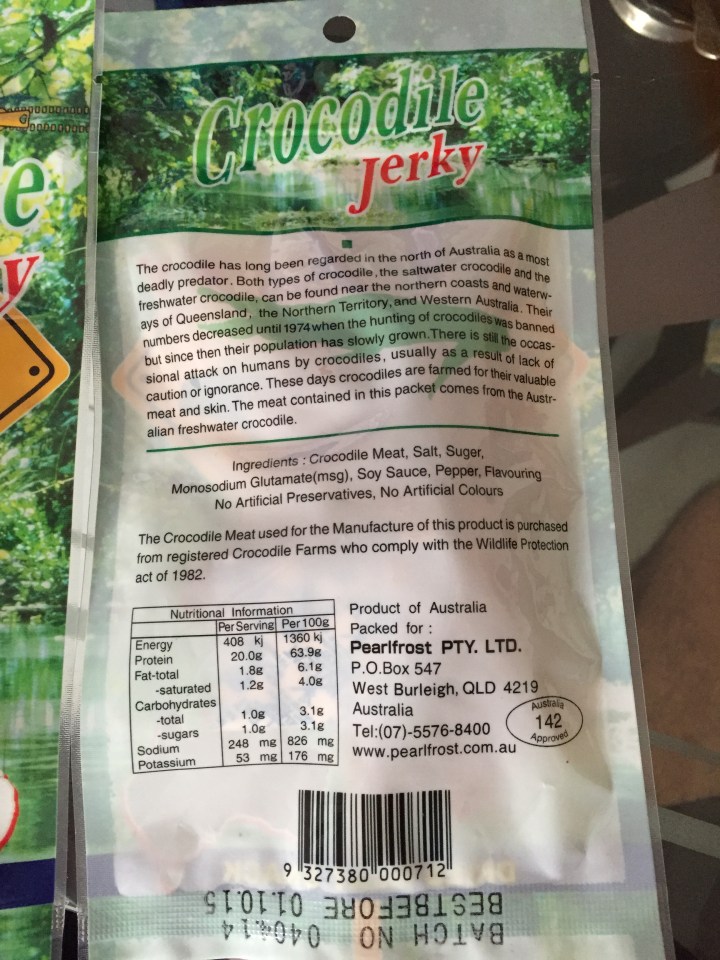 e
y
Crocodile
Jerky
The crocodile has long been regarded in the north of Australia as a most
deadly predator. Both types of crocodile, the saltwater crocodile and the
freshwater crocodile, can be found near the northern coasts and waterw-
ays of Queensland, the Northern Territory, and Western Australia. Their
numbers decreased until 1974 when the hunting of crocodiles was banned
but since then their population has slowly grown. There is still the occas-
sional attack on humans by crocodiles, usually as a result of lack of
caution or ignorance. These days crocodiles are farmed for their valuable
meat and skin. The meat contained in this packet comes from the Austr-
alian freshwater crocodile.
Ingredients : Crocodile Meat, Salt, Suger,
Monosodium Glutamate(msg), Soy Sauce, Pepper, Flavouring
No Artificial Preservatives, No Artificial Colours
The Crocodile Meat used for the Manufacture of this product is purchased
from registered Crocodile Farms who comply with the Wildlife Protection
act of 1982.
Nutritional Information
Per Serving Per 100g
Energy 408 kj 1360 kj
Protein 20.0g 63.9g
Fat-total 1.8g 6.1g
-saturated 1.2g 4.0g
Carbohydrates
-total 1.0g 3.1g
-sugars 1.0g 3.1g
Sodium 248 mg 826 mg
Potassium 53 mg 176 mg
Product of Australia
Packed for :
Pearlfrost PTY. LTD.
P.O.Box 547
West Burleigh, QLD 4219
Australia
Tel:(07)-5576-8400
www.pearlfrost.com.au
Australia
142
Approved
9 327380 000712
BATCH NO 040414
BESTBEFORE 01.10.15